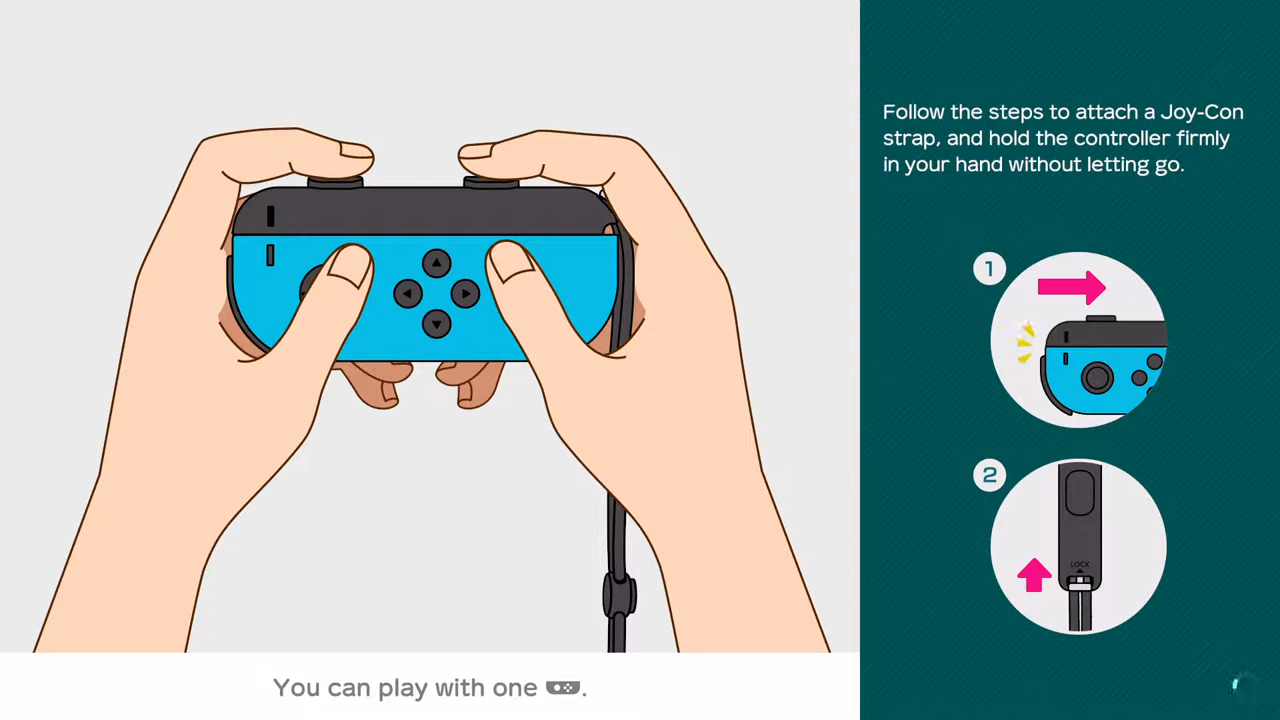 Follow the steps to attach a Joy-Con
strap, and hold the controller firmly
in your hand without letting go.
1
2
LOCK
You can play with one .